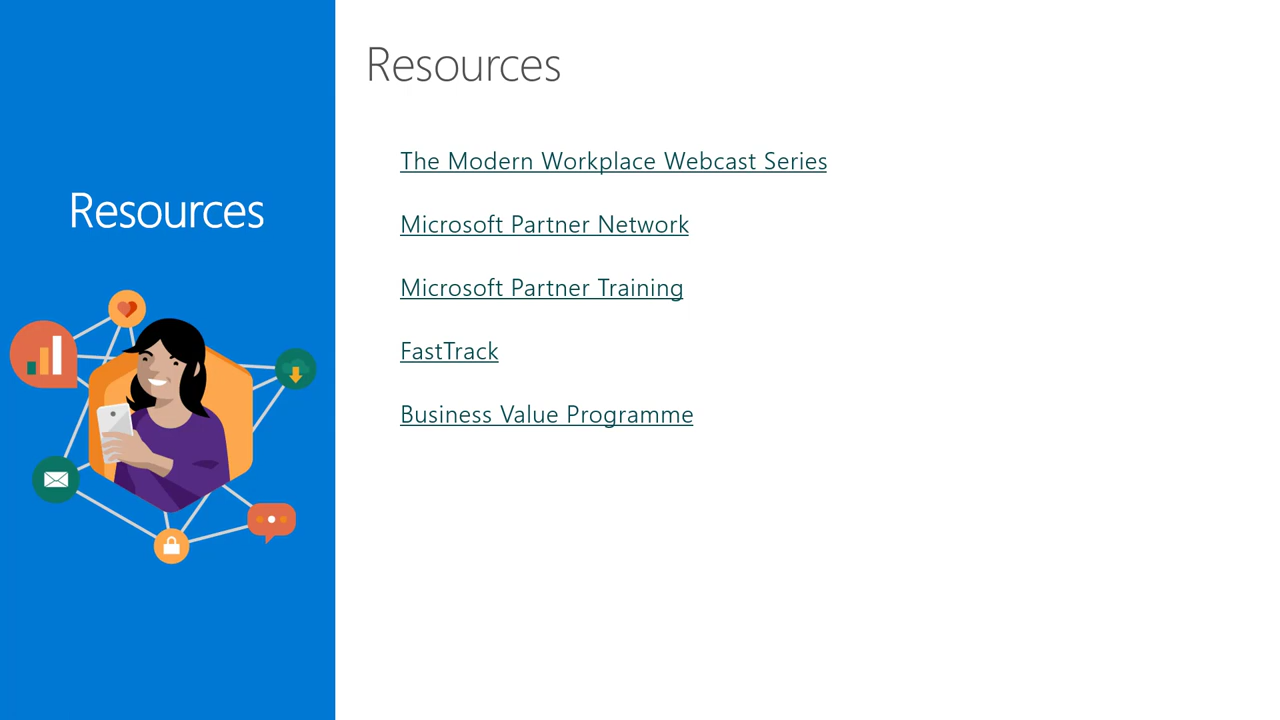 Resources
Resources
The Modern Workplace Webcast Series
Microsoft Partner Network
Microsoft Partner Training
FastTrack
Business Value Programme